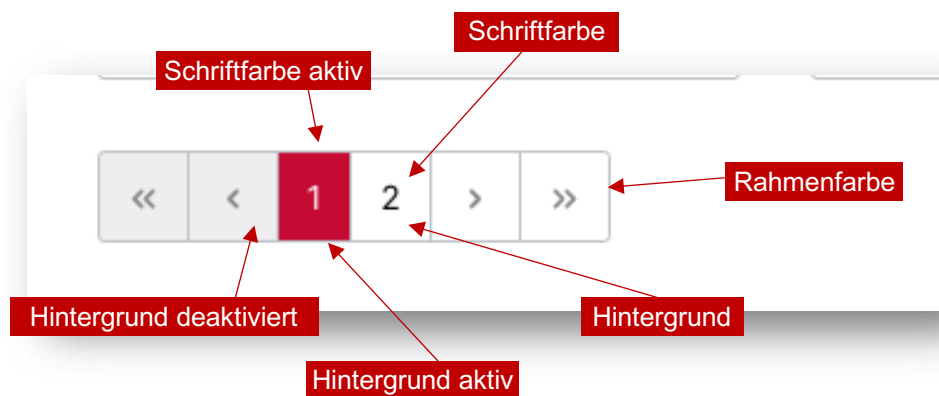 Schriftfarbe
Schriftfarbe aktiv
« ‹ 1 2 › »
Rahmenfarbe
Hintergrund deaktiviert
Hintergrund
Hintergrund aktiv